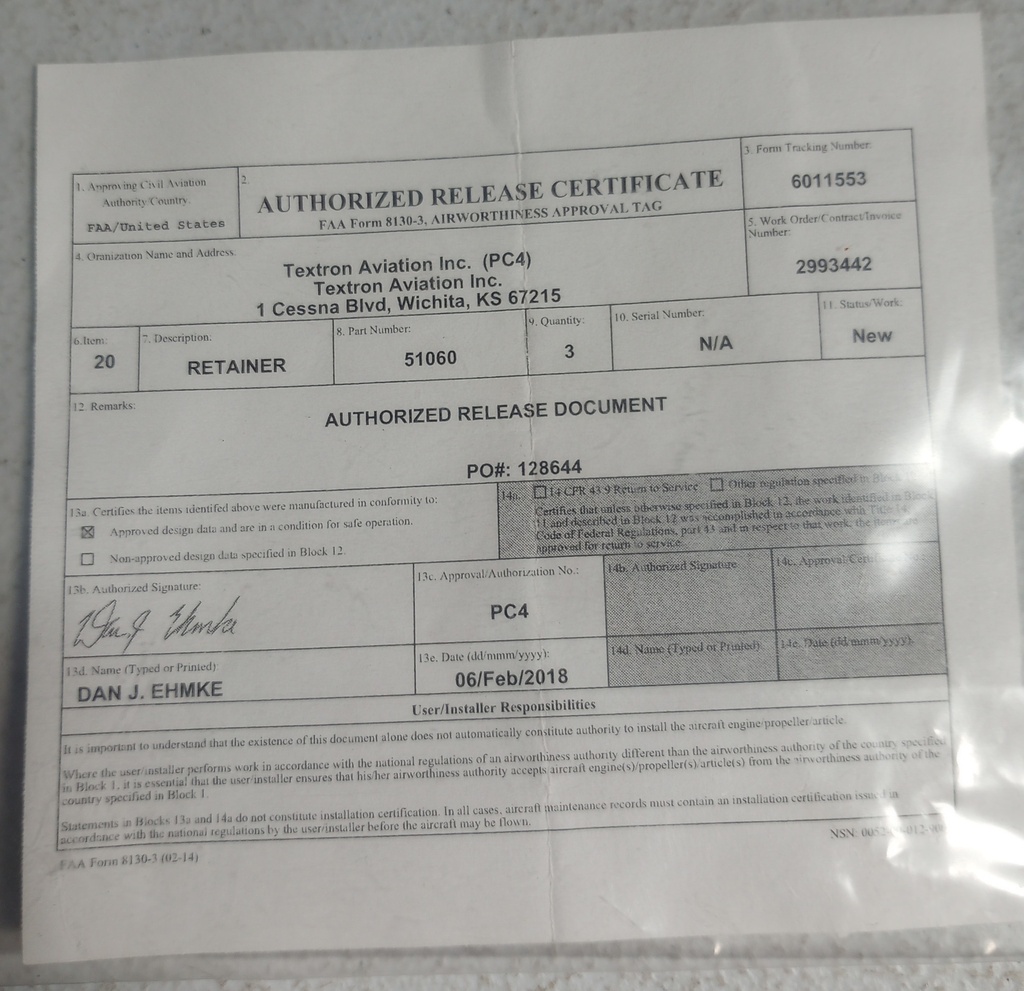 1. Approving Civil Aviation
Authority/Country.
FAA/United States
2.
AUTHORIZED RELEASE CERTIFICATE
FAA Form 8130-3, AIRWORTHINESS APPROVAL TAG
3. Form Tracking Number:
6011553
4. Oranization Name and Address.
Textron Aviation Inc. (PC4)
Textron Aviation Inc.
1 Cessna Blvd, Wichita, KS 67215
5. Work Order/Contract/Invoice
Number:
2993442
6.Item:
20
7. Description:
RETAINER
8. Part Number:
51060
9. Quantity:
3
10. Serial Number:
N/A
11. Status/Work:
New
12. Remarks:
AUTHORIZED RELEASE DOCUMENT
PO#: 128644
13a. Certifies the items identifed above were manufactured in conformity to:
Approved design data and are in a condition for safe operation.
Non-approved design data specified in Block 12.
14a. 14 CPR 43 9 Return to Service Other regulation specified in
Certifies that unless otherwise specified in Block 12, the work identified in Block
11 and described in Block 12 was accomplished in accordance with Title 14
Code of Federal Regulations, part 43 and in respect to that work, the items are
approved for return to service.
13b. Authorized Signature:
Dan J Ehmke
13c. Approval/Authorization No.:
PC4
14b. Authorized Signature
14c. Approval/
13d. Name (Typed or Printed):
DAN J. EHMKE
13e. Date (dd/mmm/yyyy):
06/Feb/2018
14d. Name (Typed or Printed):
14e. Date (dd/mmm/yyyy):
User/Installer Responsibilities
It is important to understand that the existence of this document alone does not automatically constitute authority to install the aircraft engine/propeller/article.
Where the user/installer performs work in accordance with the national regulations of an airworthiness authority different than the airworthiness authority of the country specified
in Block 1, it is essential that the user/installer ensures that his/her airworthiness authority accepts aircraft engine(s)/propeller(s)/article(s) from the airworthiness authority of the
country specified in Block 1.
Statements in Blocks 13a and 14a do not constitute installation certification. In all cases, aircraft maintenance records must contain an installation certification issued in
accordance with the national regulations by the user/installer before the aircraft may be flown.
FAA Form 8130-3 (02-14)
NSN: